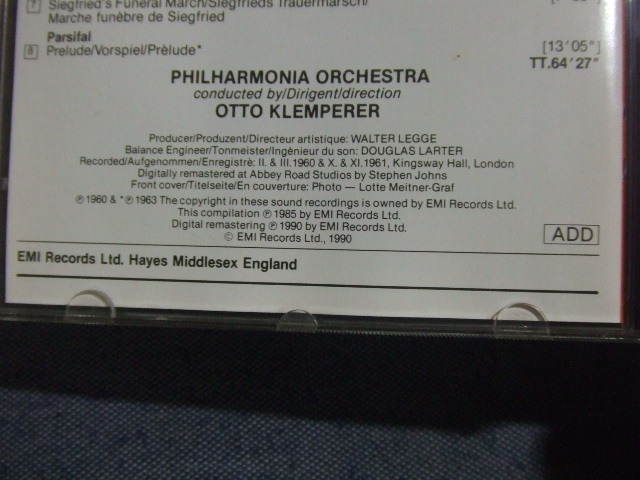 7 Siegfried's Funeral March/Siegfrieds Trauermarsch/
Marche funèbre de Siegfried
Parsifal
8 Prelude/Vorspiel/Prèlude* [13'05"]
TT.64'27"
PHILHARMONIA ORCHESTRA
conducted by/Dirigent/direction
OTTO KLEMPERER
Producer/Produzent/Directeur artistique: WALTER LEGGE
Balance Engineer/Tonmeister/Ingénieur du son: DOUGLAS LARTER
Recorded/Aufgenommen/Enregistrè: II. & III.1960 & X. & XI.1961, Kingsway Hall, London
Digitally remastered at Abbey Road Studios by Stephen Johns
Front cover/Titelseite/En couverture: Photo — Lotte Meitner-Graf
℗ 1960 & *℗ 1963 The copyright in these sound recordings is owned by EMI Records Ltd.
This compilation ℗ 1985 by EMI Records Ltd.
Digital remastering ℗ 1990 by EMI Records Ltd.
© EMI Records Ltd., 1990
ADD
EMI Records Ltd. Hayes Middlesex England